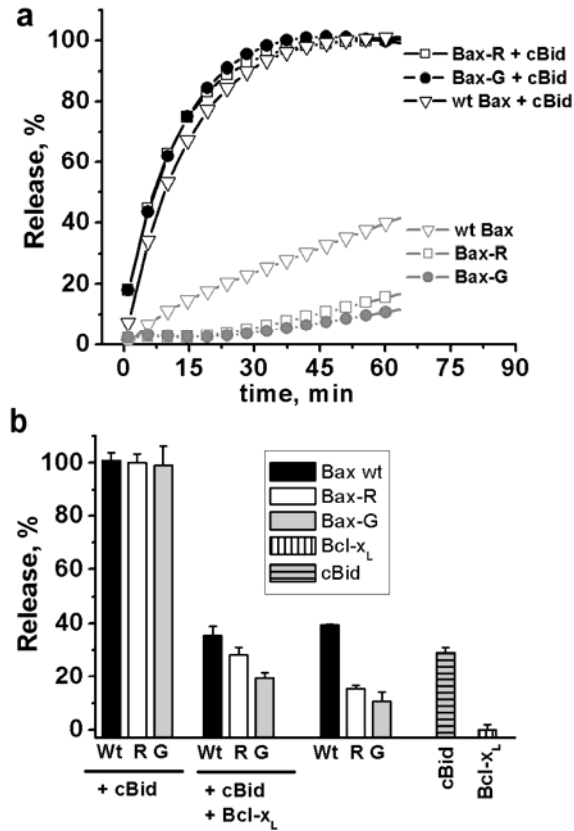 a
100
80
60
40
20
0
Release, %
Bax-R + cBid
Bax-G + cBid
wt Bax + cBid
wt Bax
Bax-R
Bax-G
0 15 30 45 60 75 90
time, min
b
100
80
60
40
20
0
Release, %
Bax wt
Bax-R
Bax-G
Bcl-xL
cBid
Wt R G
+ cBid
Wt R G
+ cBid
+ Bcl-xL
Wt R G
cBid
Bcl-xL